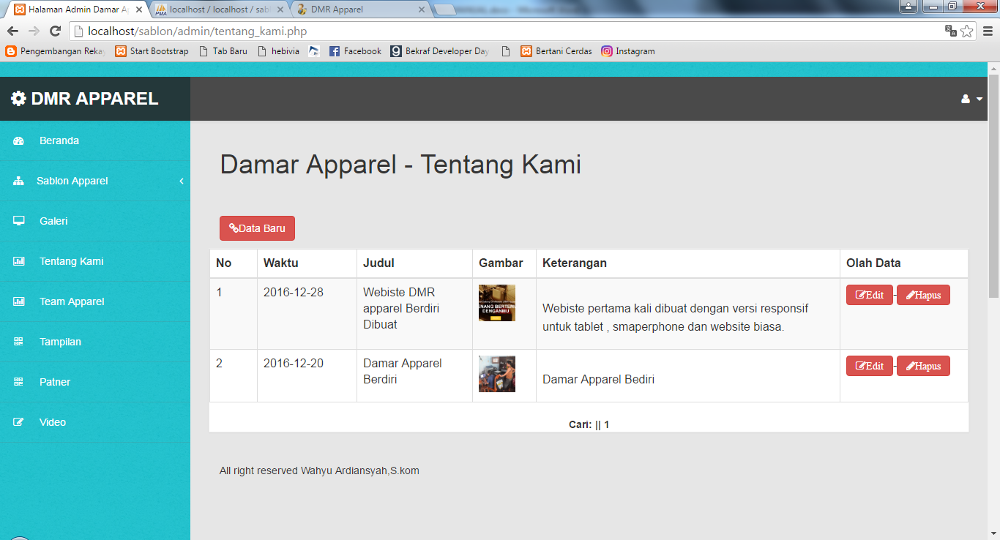 Halaman Admin Damar A
localhost / localhost / sab
DMR Apparel
localhost/sablon/admin/tentang_kami.php
Pengembangan Reka
Start Bootstrap
Tab Baru
hebivia
Facebook
Bekraf Developer Day
Bertani Cerdas
Instagram
DMR APPAREL
Beranda
Sablon Apparel
Galeri
Tentang Kami
Team Apparel
Tampilan
Patner
Video
Damar Apparel - Tentang Kami
Data Baru
No Waktu Judul Gambar Keterangan Olah Data
1 2016-12-28
Webiste DMR
apparel Berdiri
Dibuat
DENGANMU
Webiste pertama kali dibuat dengan versi responsif
untuk tablet , smaperphone dan website biasa.
Edit - Hapus
2 2016-12-20
Damar Apparel
Berdiri
Damar Apparel Bediri
Edit - Hapus
Cari: || 1
All right reserved Wahyu Ardiansyah,S.kom